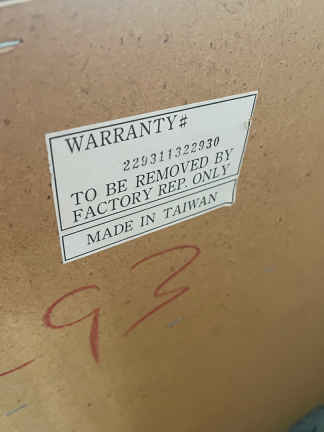 WARRANTY#
229311322930
TO BE REMOVED BY
FACTORY REP. ONLY
MADE IN TAIWAN
93